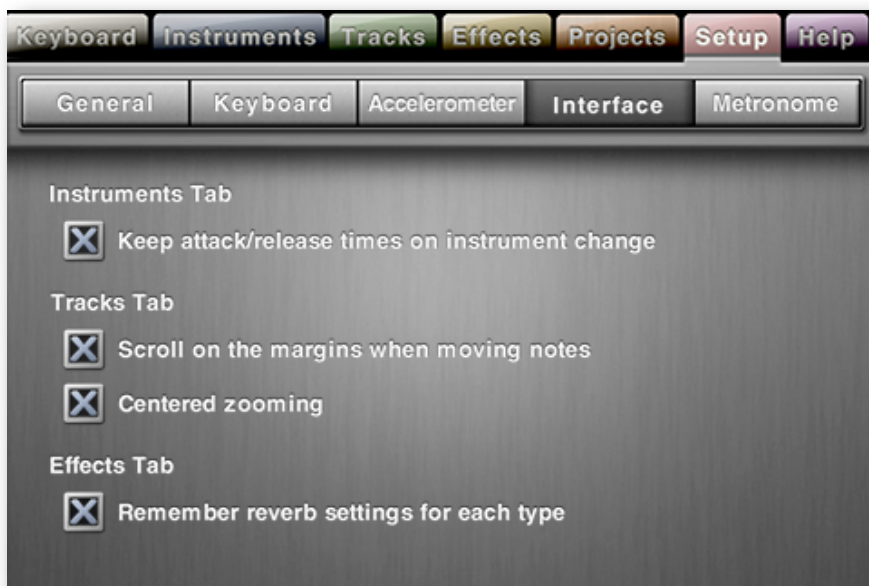 Keyboard Instruments Tracks Effects Projects Setup Help
General Keyboard Accelerometer Interface Metronome
Instruments Tab
Keep attack/release times on instrument change
Tracks Tab
Scroll on the margins when moving notes
Centered zooming
Effects Tab
Remember reverb settings for each type